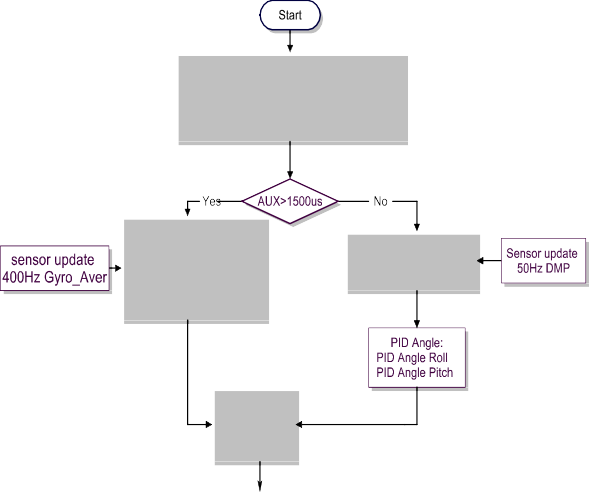 Start
AUX>1500us
Yes
No
sensor update
400Hz Gyro_Aver
Sensor update
50Hz DMP
PID Angle:
PID Angle Roll
PID Angle Pitch